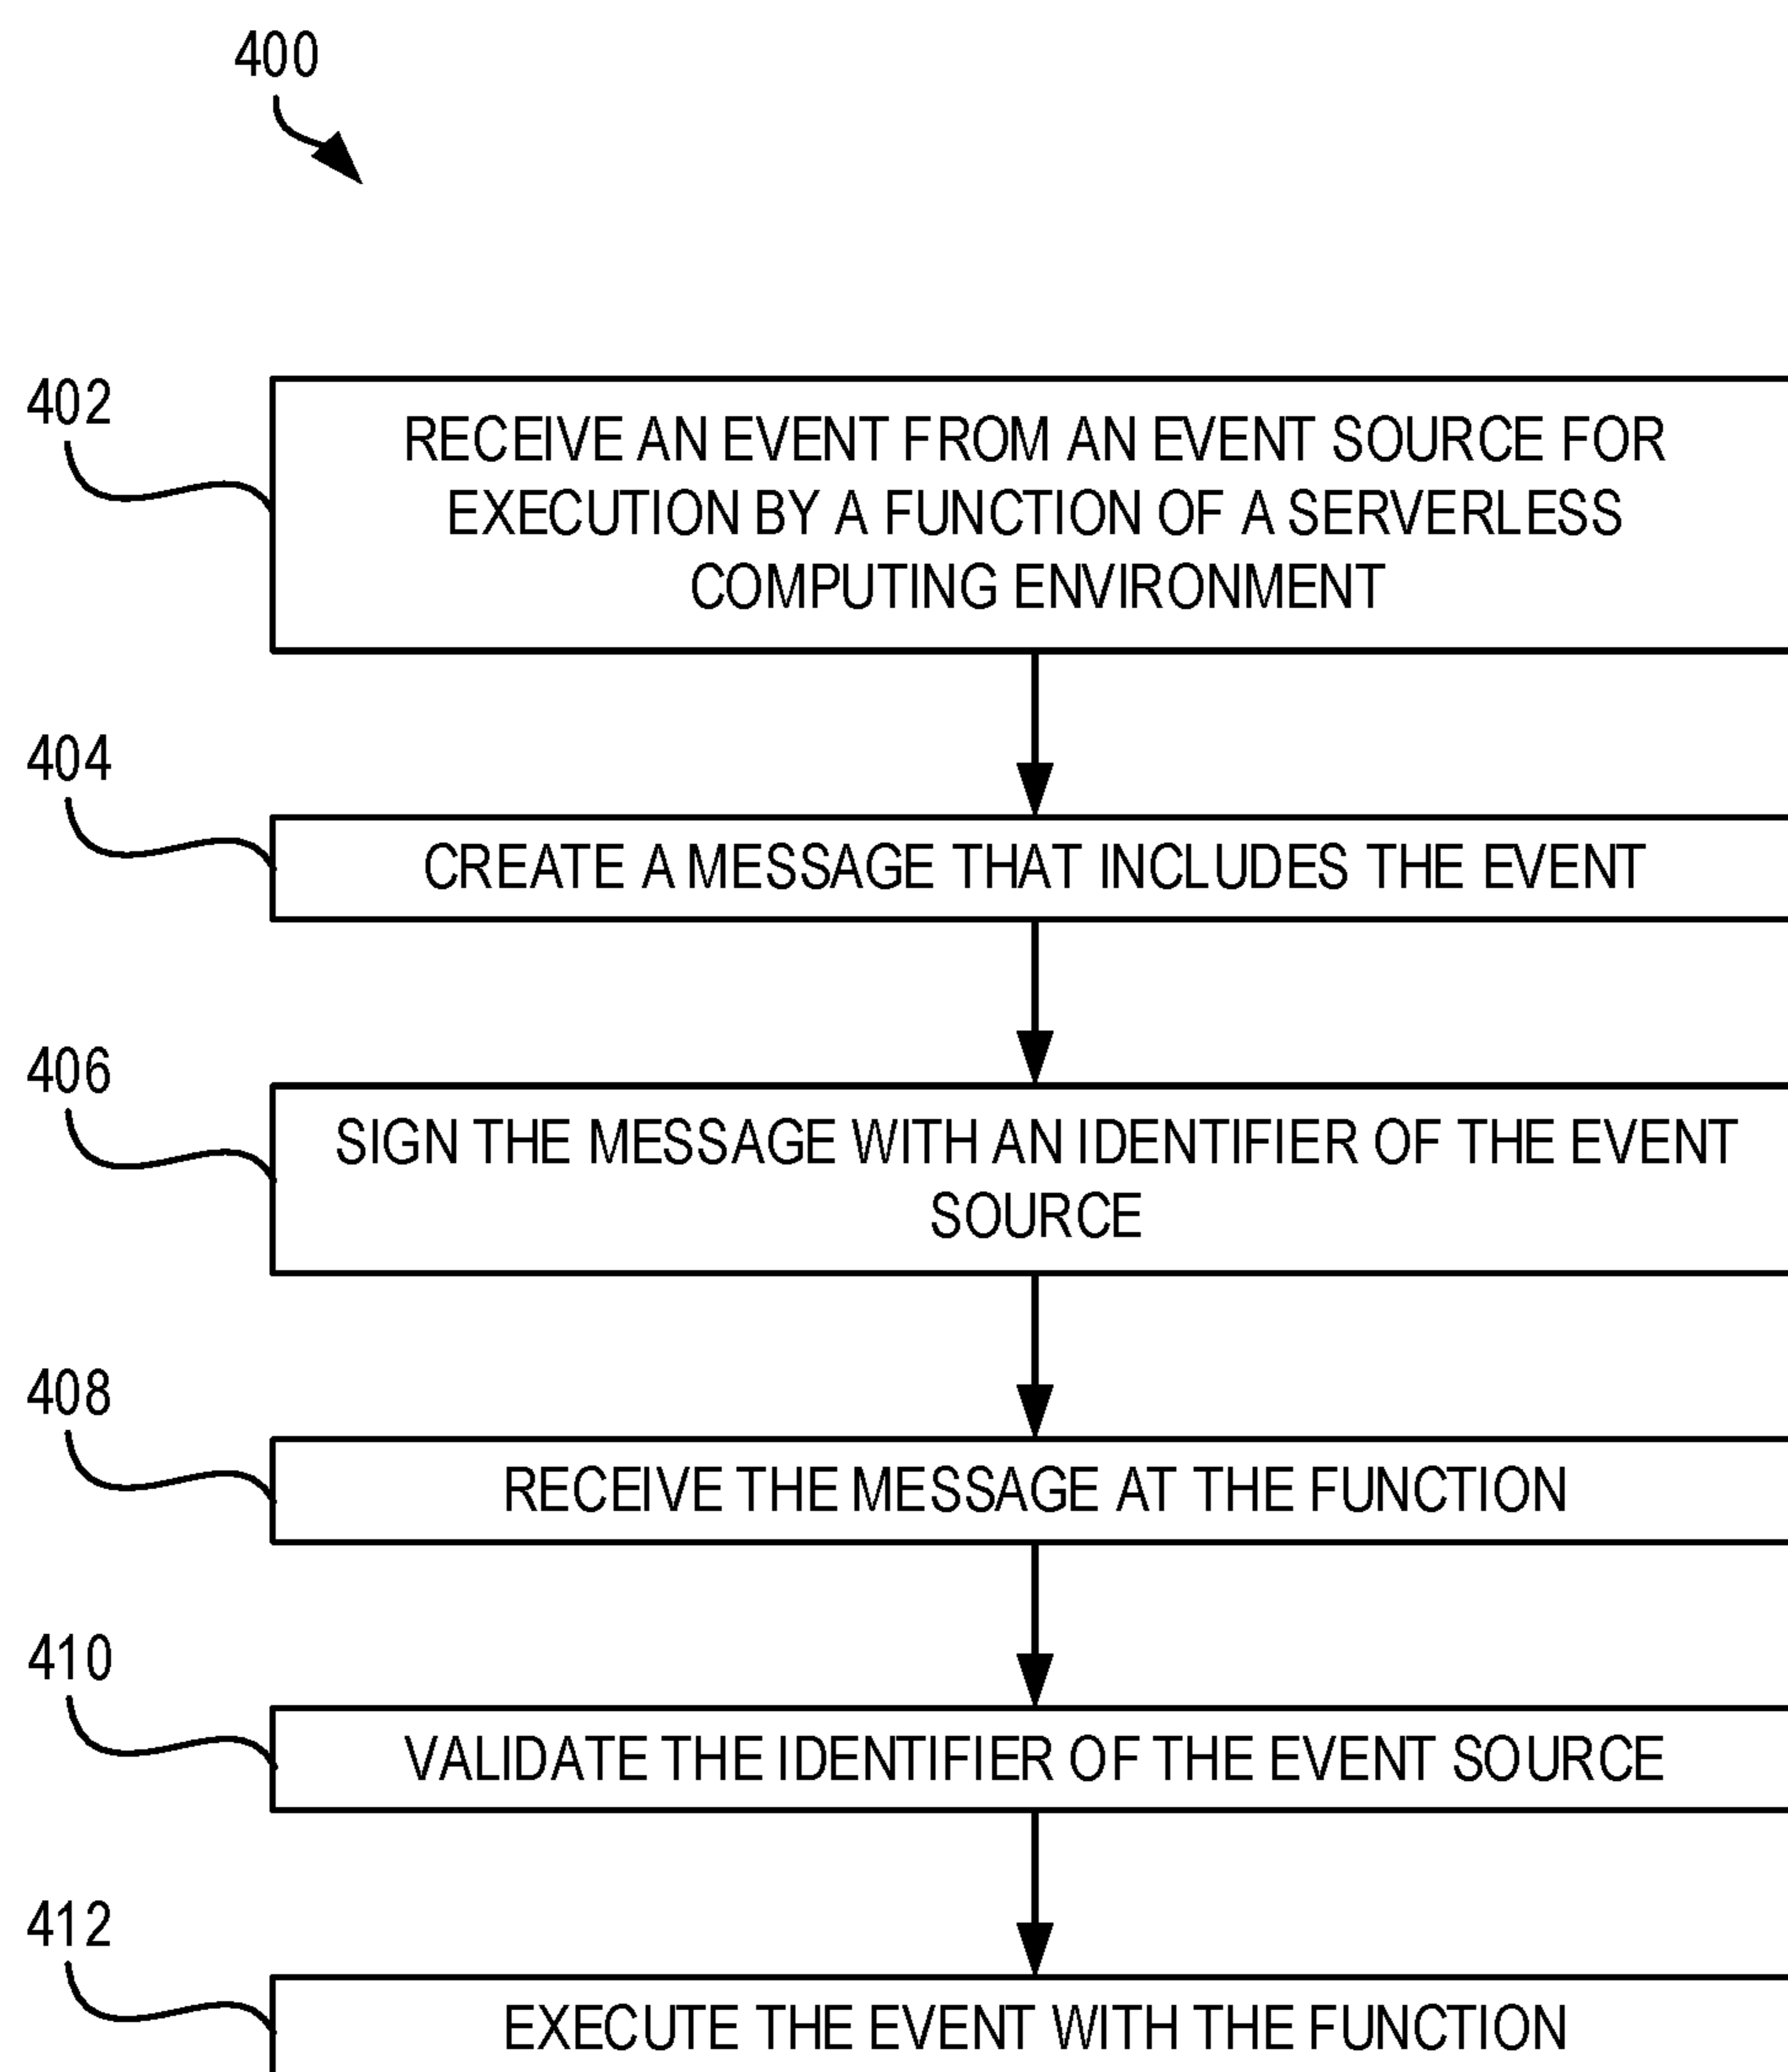 400
402
RECEIVE AN EVENT FROM AN EVENT SOURCE FOR
EXECUTION BY A FUNCTION OF A SERVERLESS
COMPUTING ENVIRONMENT
404
CREATE A MESSAGE THAT INCLUDES THE EVENT
406
SIGN THE MESSAGE WITH AN IDENTIFIER OF THE EVENT
SOURCE
408
RECEIVE THE MESSAGE AT THE FUNCTION
410
VALIDATE THE IDENTIFIER OF THE EVENT SOURCE
412
EXECUTE THE EVENT WITH THE FUNCTION